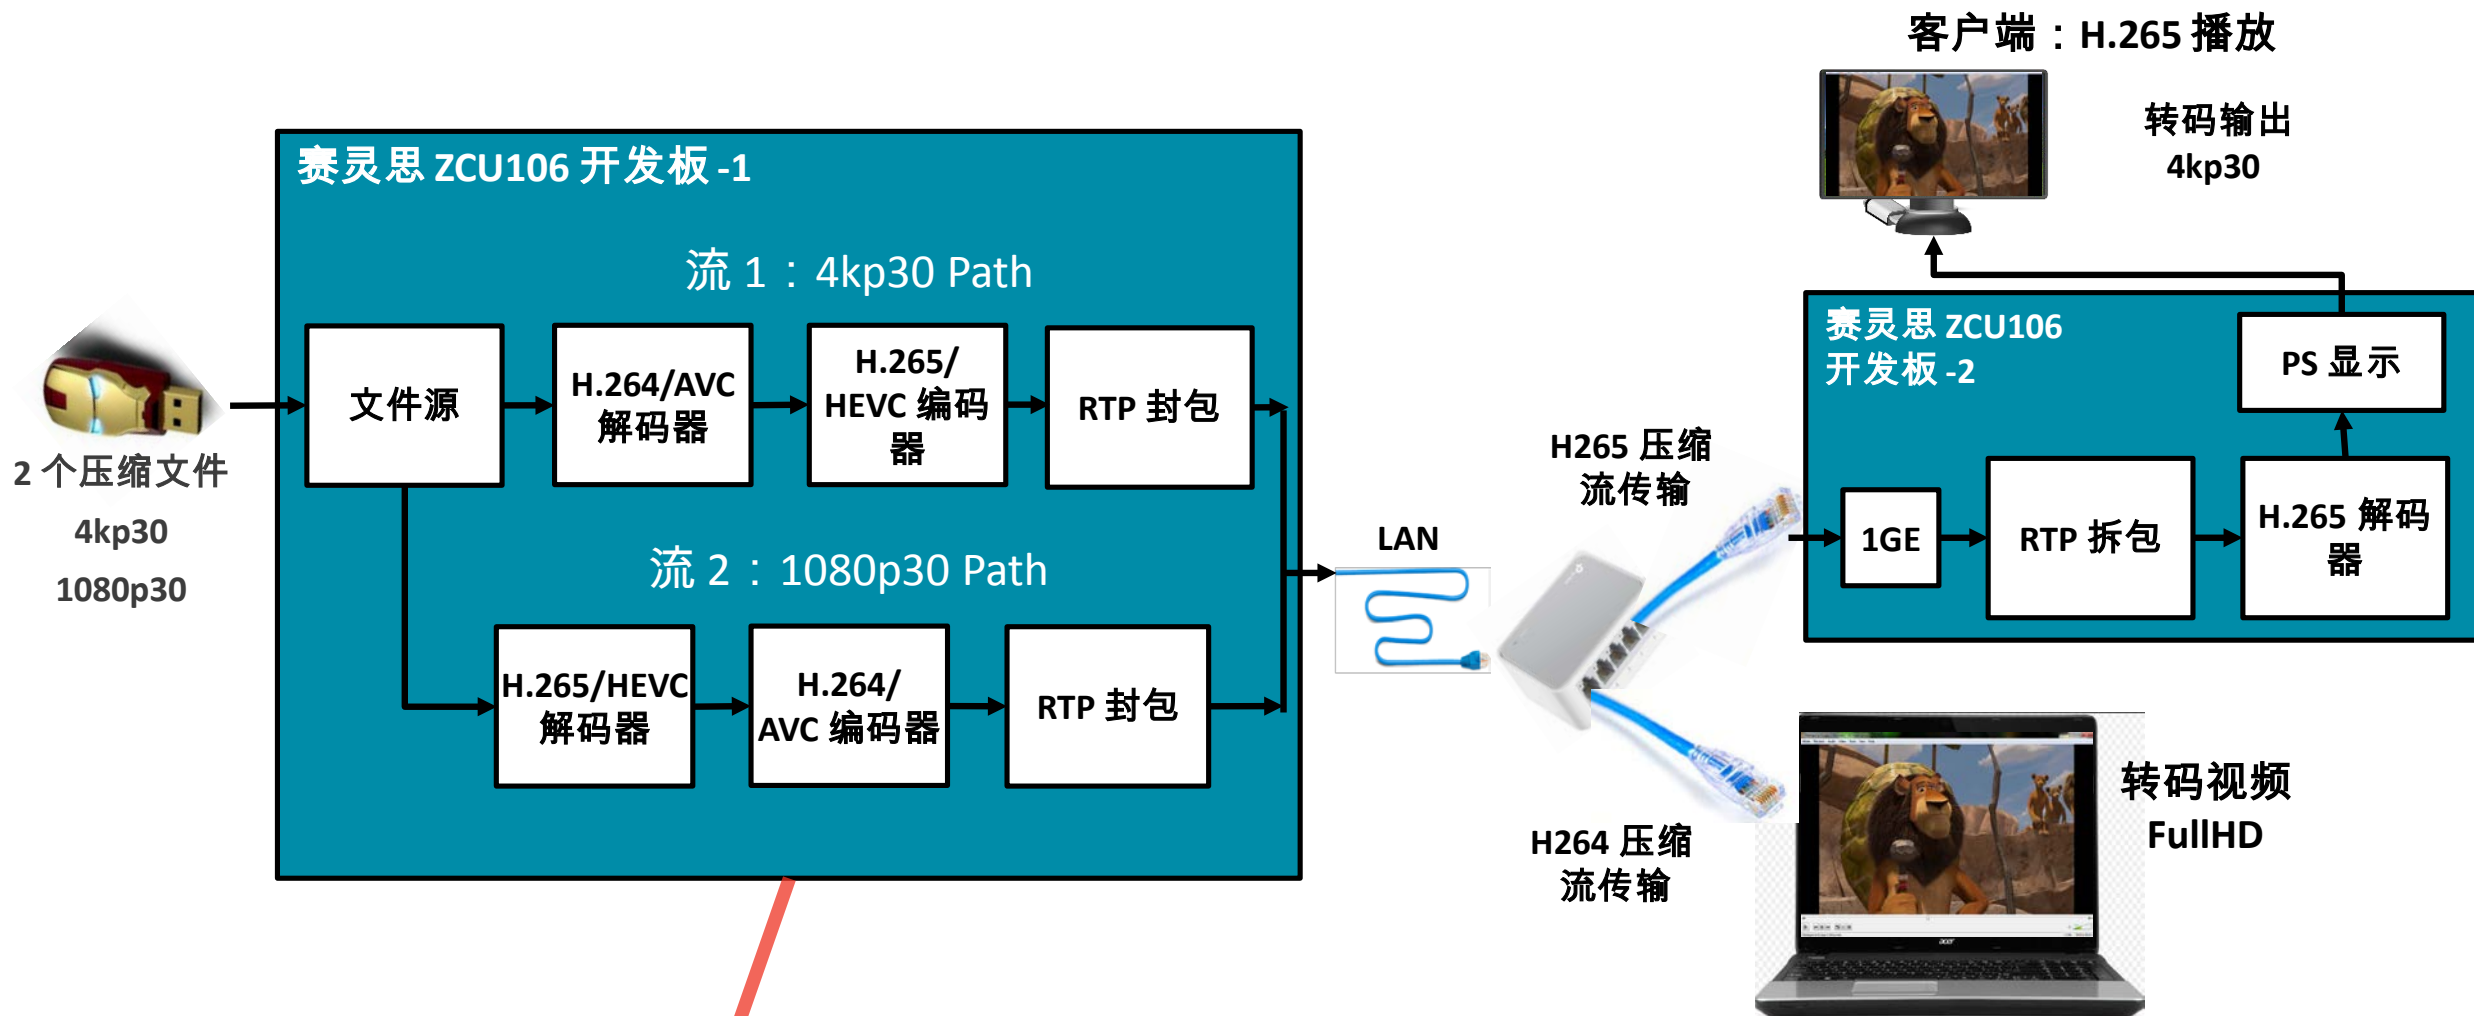 客户端：H.265 播放
转码输出
4kp30
赛灵思 ZCU106 开发板 -1
流 1：4kp30 Path
文件源
H.264/AVC
解码器
H.265/
HEVC 编码
器
RTP 封包
2 个压缩文件
4kp30
1080p30
流 2：1080p30 Path
H.265/HEVC
解码器
H.264/
AVC 编码器
RTP 封包
LAN
H265 压缩
流传输
H264 压缩
流传输
赛灵思 ZCU106
开发板 -2
PS 显示
1GE
RTP 拆包
H.265 解码
器
转码视频
FullHD
acer